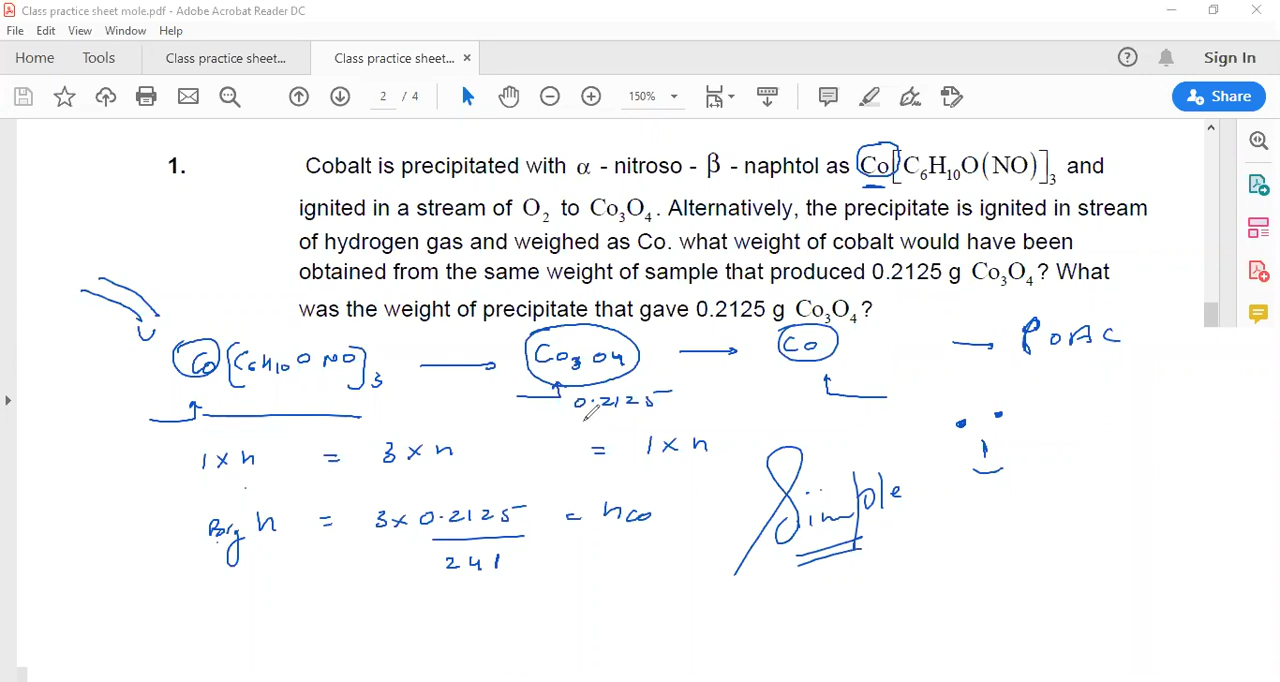 Class practice sheet mole.pdf - Adobe Acrobat Reader DC
File Edit View Window Help
Home Tools Class practice sheet... Class practice sheet... × Sign In
2 / 4 150% Share
1. Cobalt is precipitated with α - nitroso - β - naphtol as Co[C₆H₁₀O(NO)]₃ and
ignited in a stream of O₂ to Co₃O₄. Alternatively, the precipitate is ignited in stream
of hydrogen gas and weighed as Co. what weight of cobalt would have been
obtained from the same weight of sample that produced 0.2125 g Co₃O₄? What
was the weight of precipitate that gave 0.2125 g Co₃O₄?
Co[C6H10O NO]₃ → Co₃O4 → Co → POAC
0.2125
1×n = 3×n = 1×n
n = 3×0.2125/241 = nCo
Simple